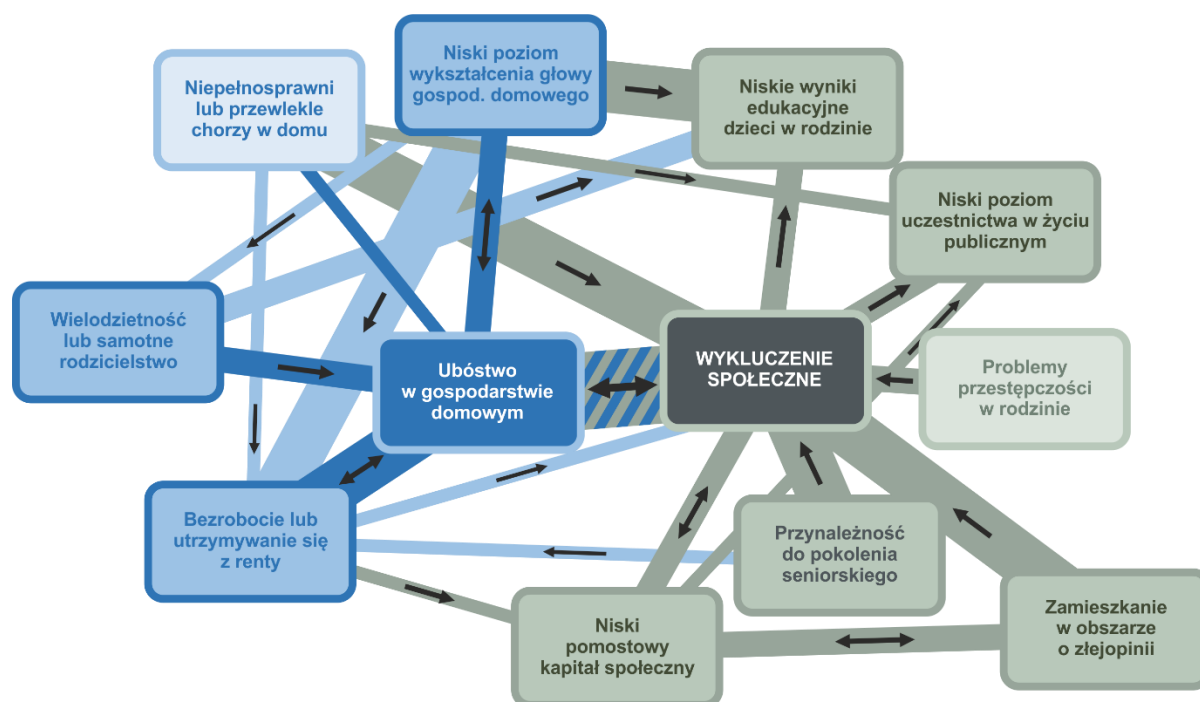 Niski poziom
wykształcenia głowy
gospod. domowego
Niepełnosprawni
lub przewlekle
chorzy w domu
Niskie wyniki
edukacyjne
dzieci w rodzinie
Niski poziom
uczestnictwa w życiu
publicznym
Wielodzietność
lub samotne
rodzicielstwo
Ubóstwo
w gospodarstwie
domowym
WYKLUCZENIE
SPOŁECZNE
Problemy
przestępczości
w rodzinie
Bezrobocie lub
utrzymywanie się
z renty
Przynależność
do pokolenia
seniorskiego
Niski
pomostowy
kapitał społeczny
Zamieszkanie
w obszarze
o złejopinii